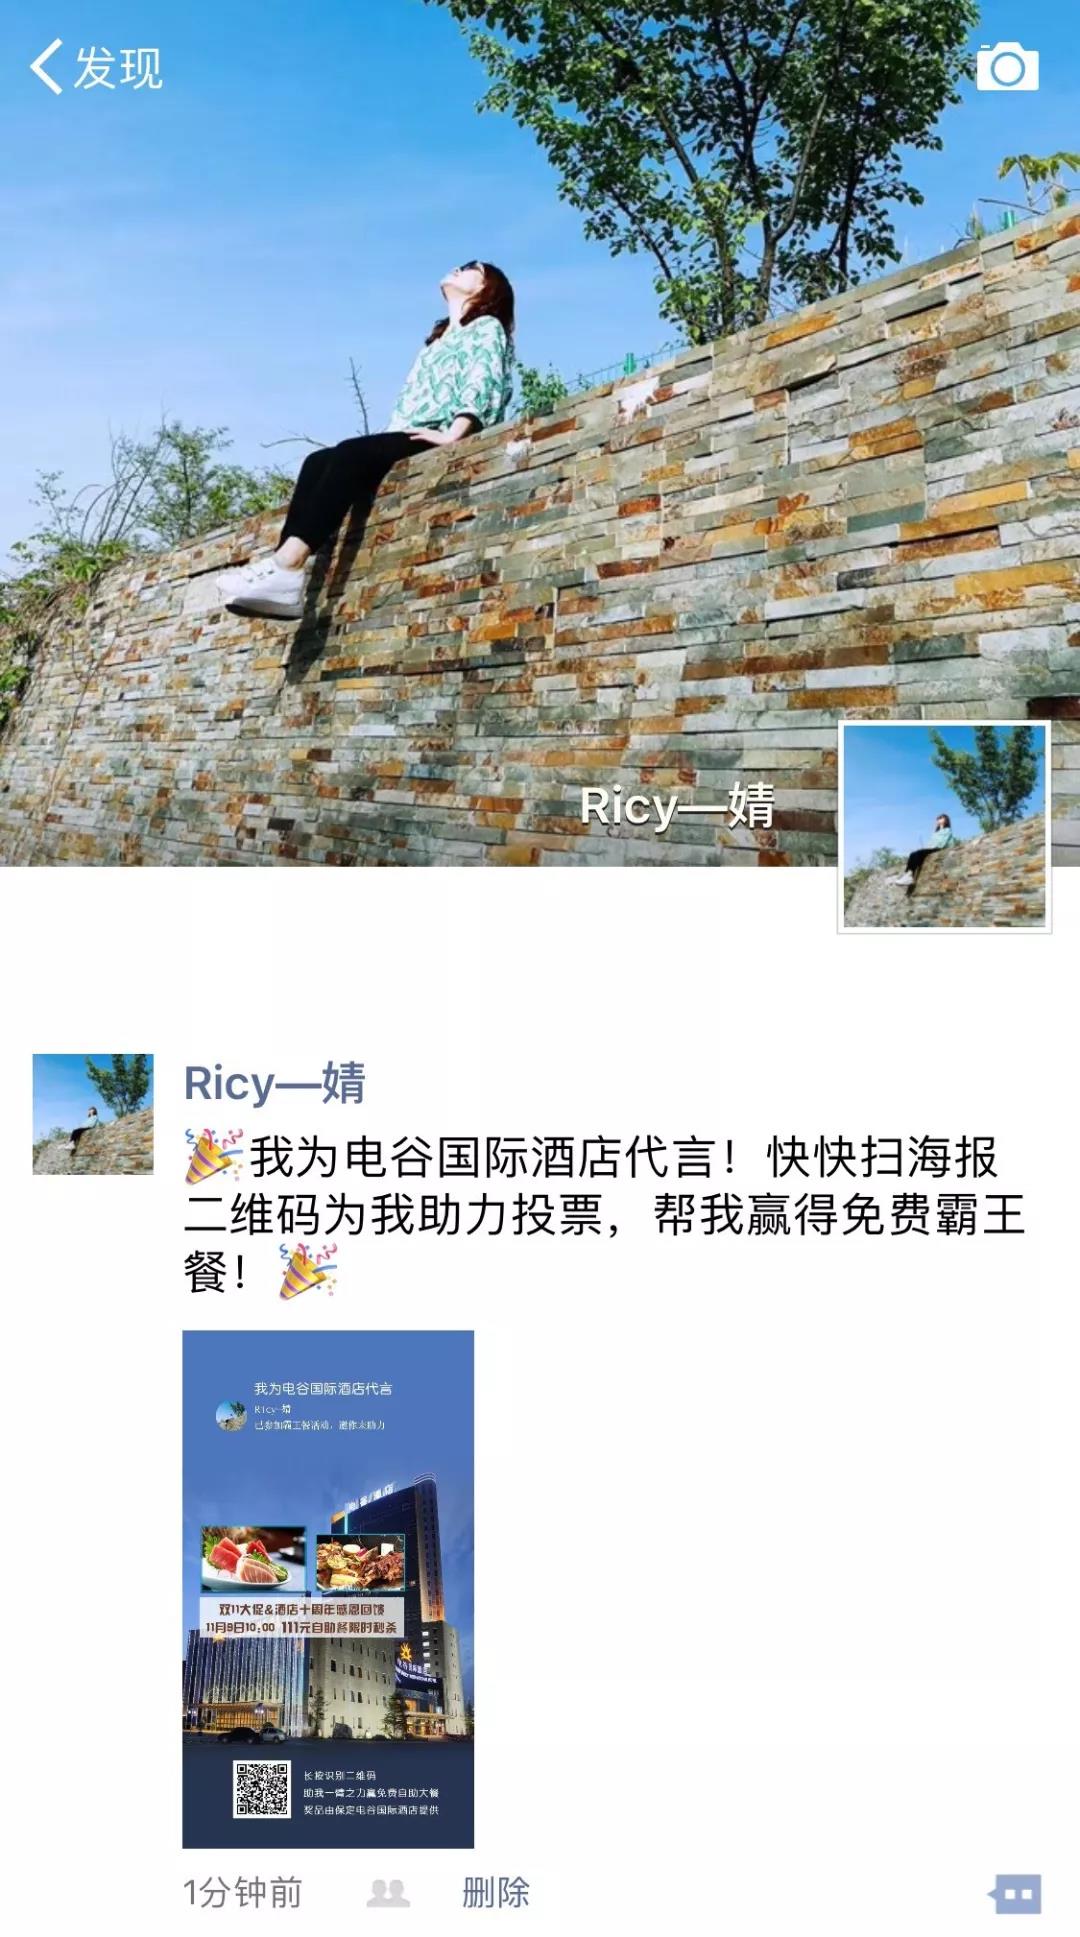 发现
Ricy—婧
Ricy—婧
🎉我为电谷国际酒店代言！快快扫海报
二维码为我助力投票，帮我赢得免费霸王
餐！🎉
我为电谷国际酒店代言
Ricy—婧
已参加霸王餐活动，邀你来助力
双11大促&酒店十周年感恩回馈
11月9日10:00 111元自助餐限时秒杀
长按识别二维码
助我一臂之力赢免费自助大餐
奖品由保定电谷国际酒店提供
1分钟前
删除